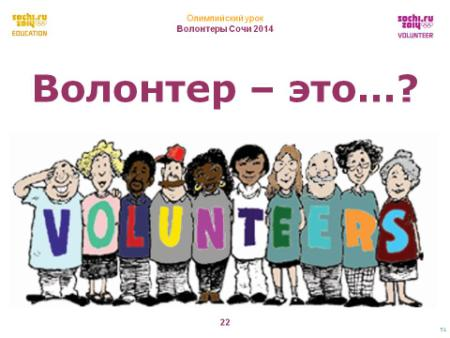 sochi.ru
2014
EDUCATION
Олимпийский урок
Волонтеры Сочи 2014
sochi.ru
2014
VOLUNTEER
Волонтер – это…?
VOLUNTEERS
22